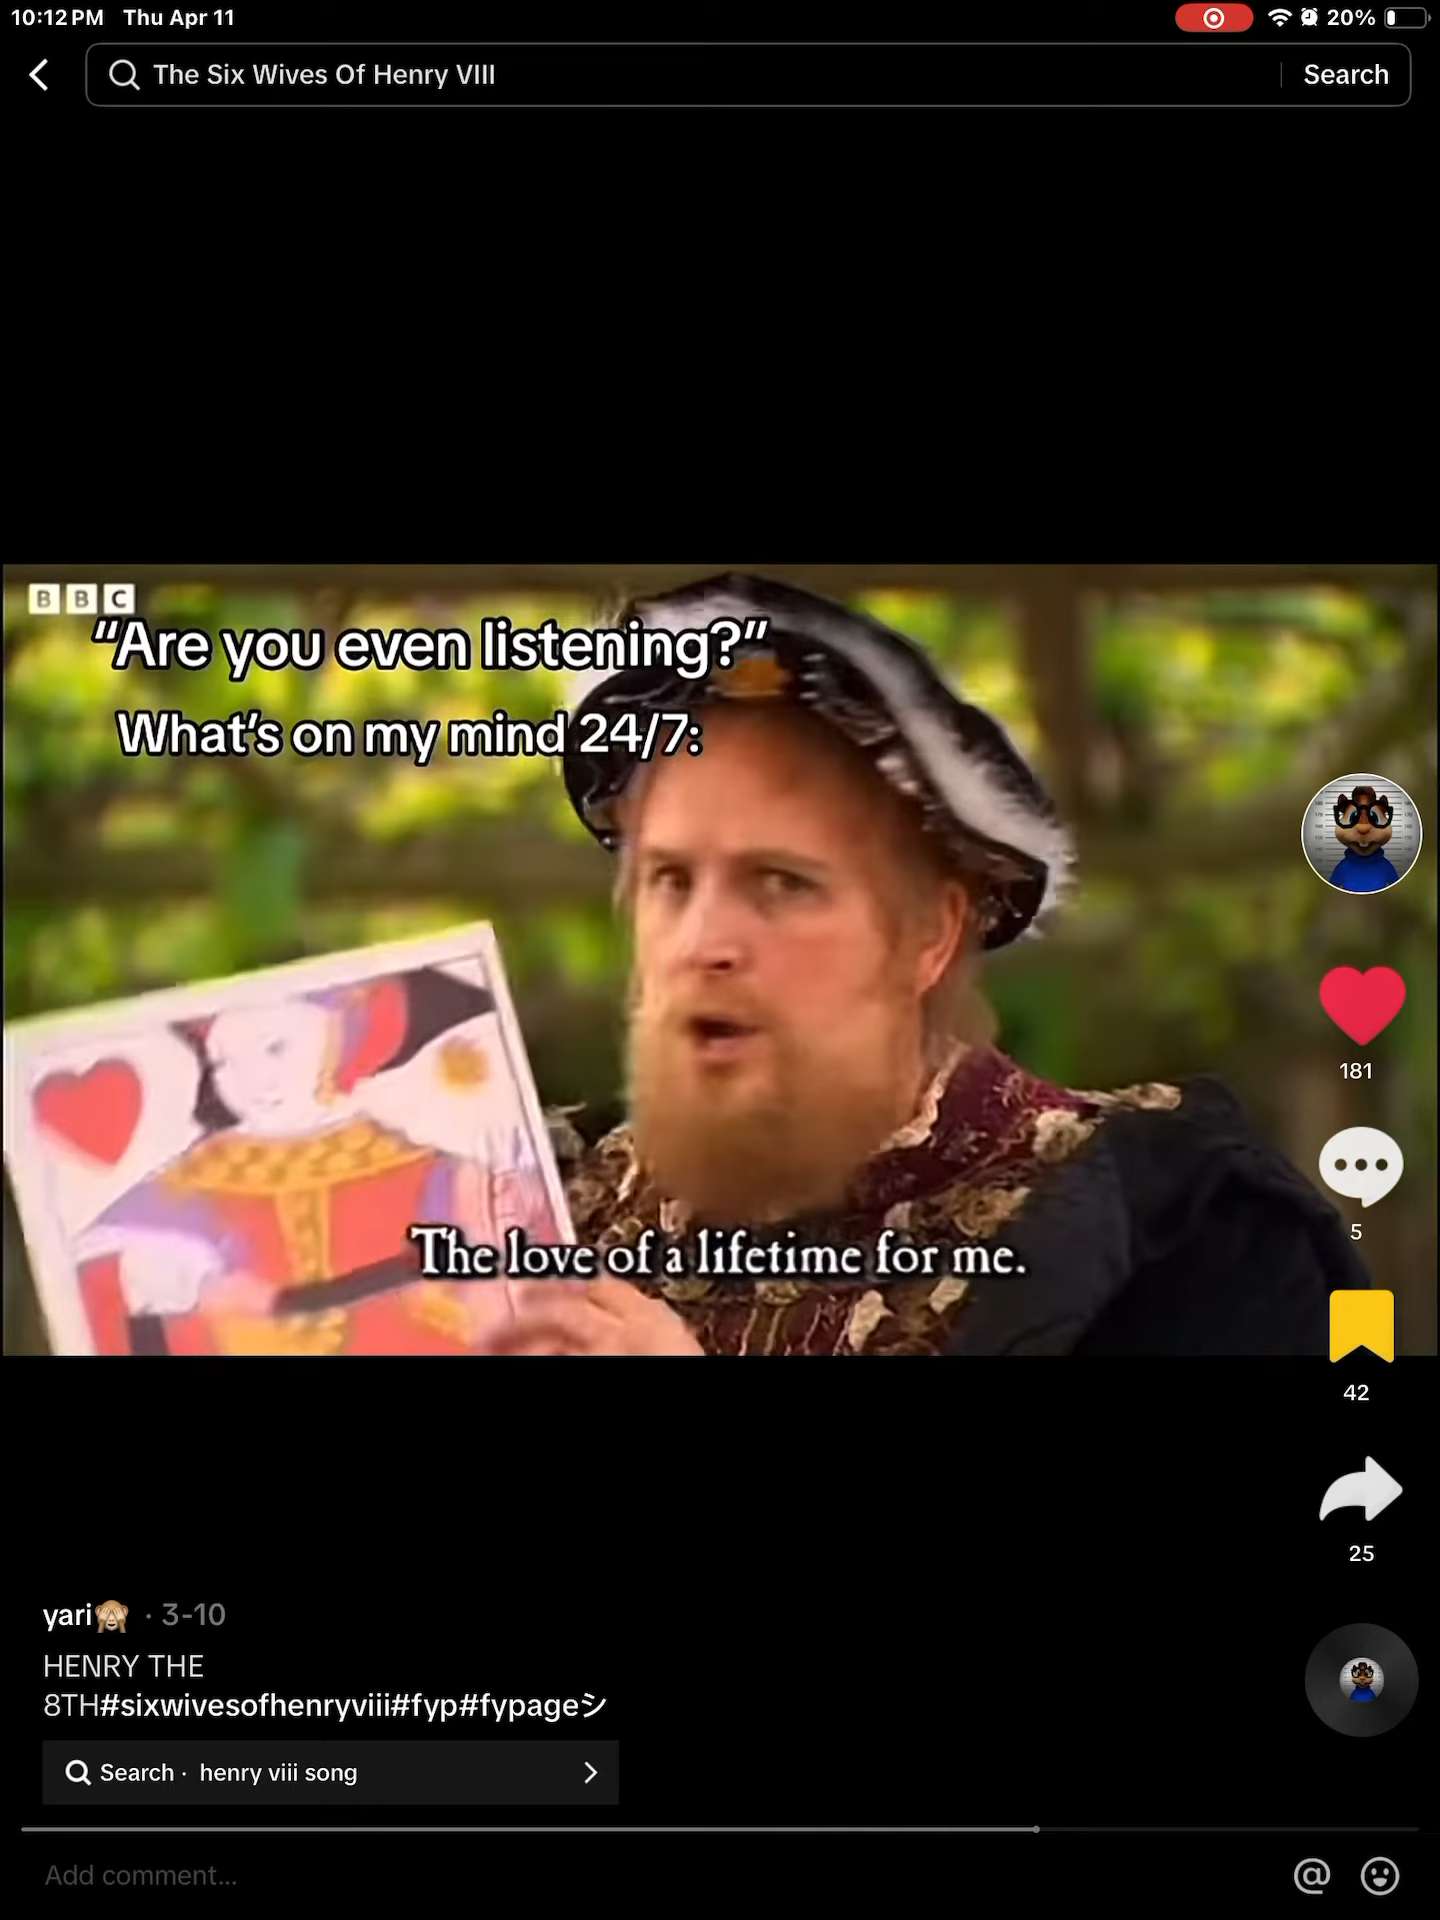 10:12 PM Thu Apr 11
20%
The Six Wives Of Henry VIII
Search
BBC
“Are you even listening?”
What's on my mind 24/7:
The love of a lifetime for me.
181
5
42
25
yari🙈 · 3-10
HENRY THE
8TH#sixwivesofhenryviii#fyp#fypageシ
Search · henry viii song
Add comment...
@